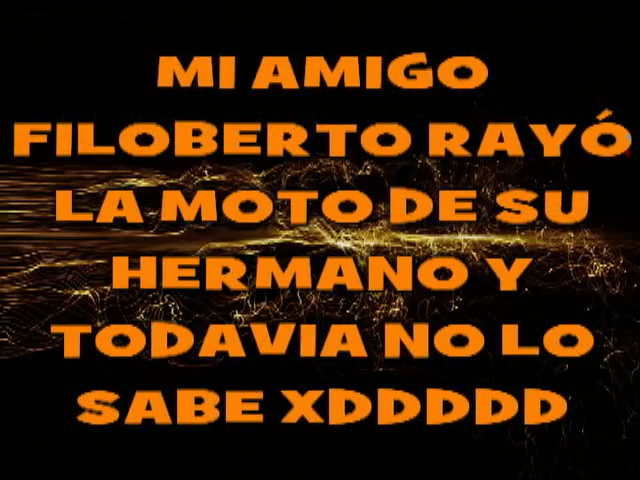 MI AMIGO
FILOBERTO RAYÓ
LA MOTO DE SU
HERMANO Y
TODAVIA NO LO
SABE XDDDDD